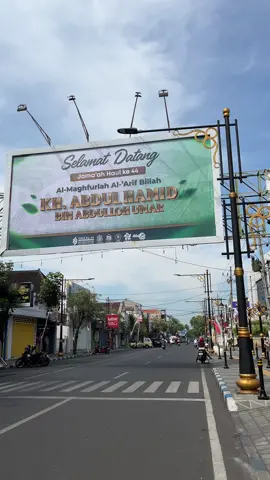 Selamat Datang
Jama'ah Haul ke 44
Al-Maghfurlah Al-'Arif Billah
KH. ABDUL HAMID
BIN ABDULLOH UMAR